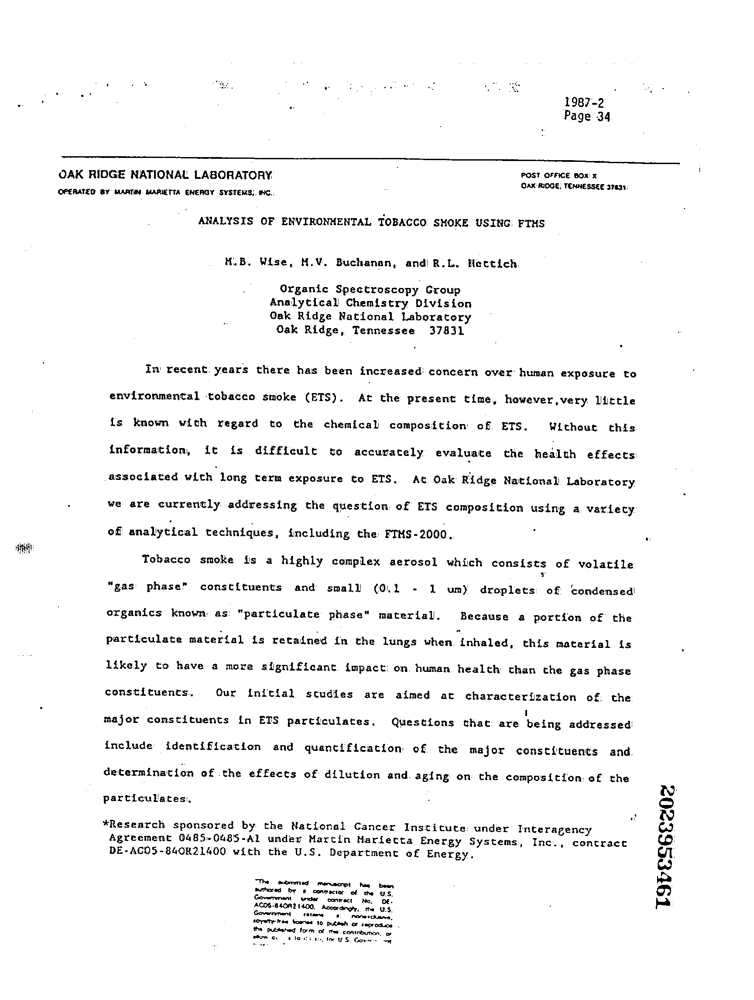 1987-2
Page 34
OAK RIDGE NATIONAL LABORATORY
OPERATED BY MARTIN MARIETTA ENERGY SYSTEMS, INC.
POST OFFICE BOX X
OAK RIDGE, TENNESSEE 37831
ANALYSIS OF ENVIRONMENTAL TOBACCO SMOKE USING FTMS
M.B. Wise, M.V. Buchanan, and R.L. Hettich
Organic Spectroscopy Group
Analytical Chemistry Division
Oak Ridge National Laboratory
Oak Ridge, Tennessee 37831
In recent years there has been increased concern over human exposure to
environmental tobacco smoke (ETS). At the present time, however,very little
is known with regard to the chemical composition of ETS. Without this
information, it is difficult to accurately evaluate the health effects
associated with long term exposure to ETS. At Oak Ridge National Laboratory
we are currently addressing the question of ETS composition using a variety
of analytical techniques, including the FTMS-2000.
Tobacco smoke is a highly complex aerosol which consists of volatile
"gas phase" constituents and small (0.1 - 1 um) droplets of condensed
organics known as "particulate phase" material. Because a portion of the
particulate material is retained in the lungs when inhaled, this material is
likely to have a more significant impact on human health than the gas phase
constituents. Our initial studies are aimed at characterization of the
major constituents in ETS particulates. Questions that are being addressed
include identification and quantification of the major constituents and
determination of the effects of dilution and aging on the composition of the
particulates.
*Research sponsored by the National Cancer Institute under Interagency
Agreement 0485-0485-A1 under Martin Marietta Energy Systems, Inc., contract
DE-AC05-84OR21400 with the U.S. Department of Energy.
"The submitted manuscript has been
authored by a contractor of the U.S.
Government under contract No. DE-
AC05-84OR21400. Accordingly, the U.S.
Government retains a nonexclusive,
royalty-free license to publish or reproduce
the published form of this contribution, or
allow for U.S. Government
2023953461